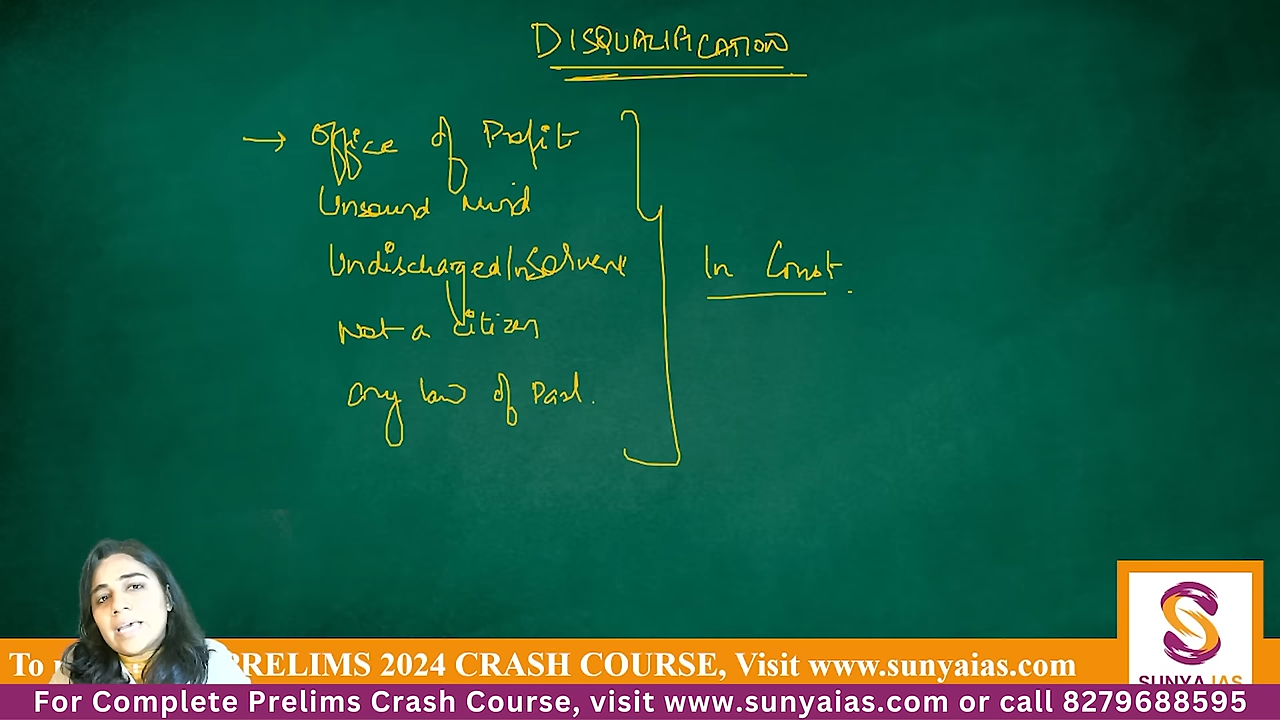 DISQUALIFICATION
→ Office of Profit
Unsound Mind
Undischarged Insolvent
Not a citizen
any law of Parl.
In Const.
To PRELIMS 2024 CRASH COURSE, Visit www.sunyaias.com
SUNYA IAS
For Complete Prelims Crash Course, visit www.sunyaias.com or call 8279688595